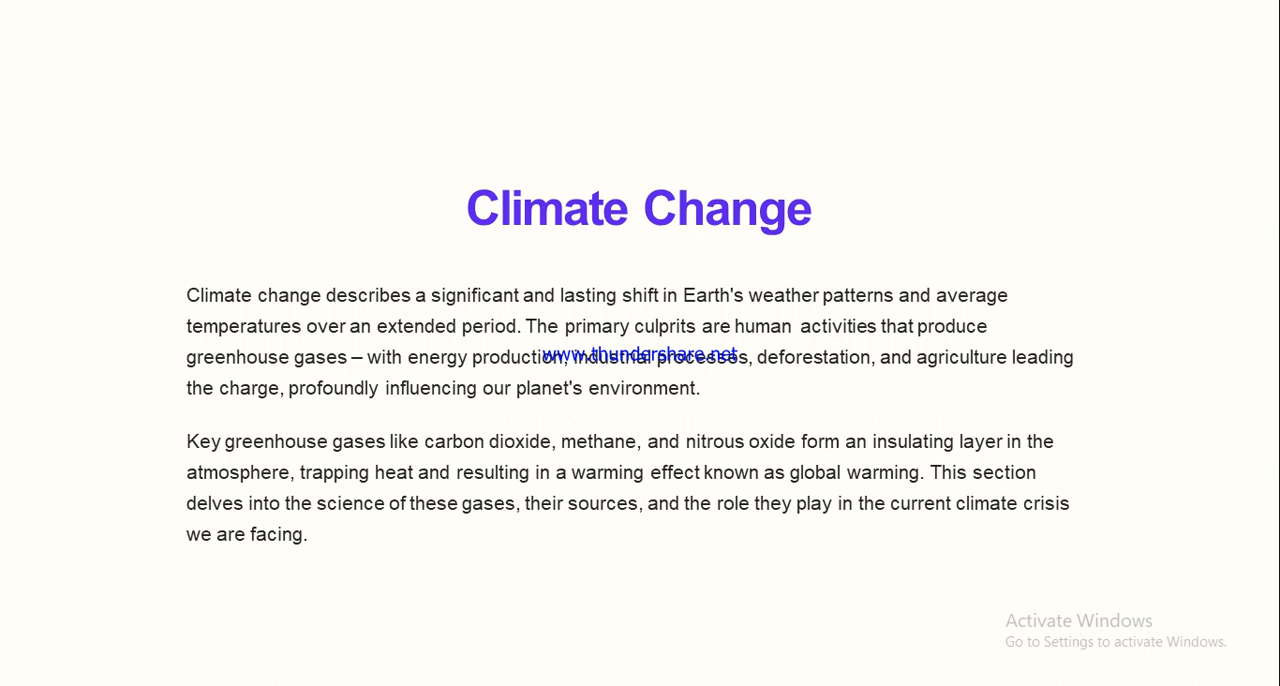 Climate Change
Climate change describes a significant and lasting shift in Earth's weather patterns and average
temperatures over an extended period. The primary culprits are human activities that produce
greenhouse gases – with energy production, industrial processes, deforestation, and agriculture leading
www.thundershare.net
the charge, profoundly influencing our planet's environment.
Key greenhouse gases like carbon dioxide, methane, and nitrous oxide form an insulating layer in the
atmosphere, trapping heat and resulting in a warming effect known as global warming. This section
delves into the science of these gases, their sources, and the role they play in the current climate crisis
we are facing.
Activate Windows
Go to Settings to activate Windows.